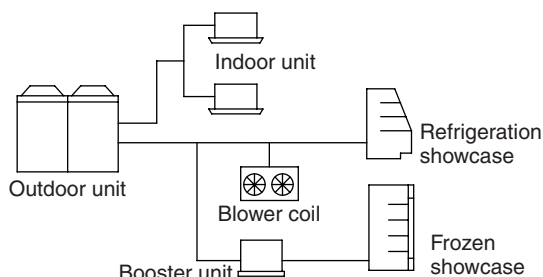 Indoor unit
Refrigeration
showcase
Outdoor unit
Blower coil
Frozen
showcase
Booster unit